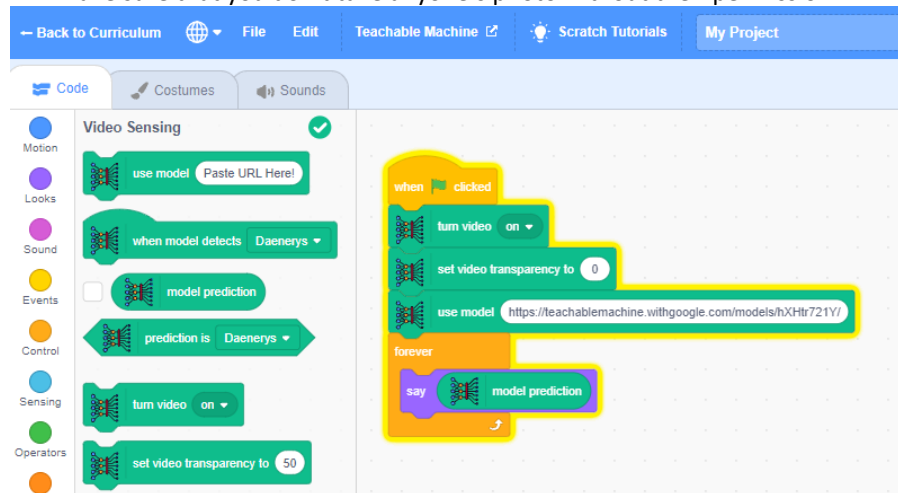 ← Back to Curriculum File Edit Teachable Machine Scratch Tutorials My Project
Code Costumes Sounds
Motion
Looks
Sound
Events
Control
Sensing
Operators
Video Sensing
use model Paste URL Here!
when model detects Daenerys
model prediction
prediction is Daenerys
turn video on
set video transparency to 50
when clicked
turn video on
set video transparency to 0
use model https://teachablemachine.withgoogle.com/models/hXHtr721Y/
forever
say model prediction